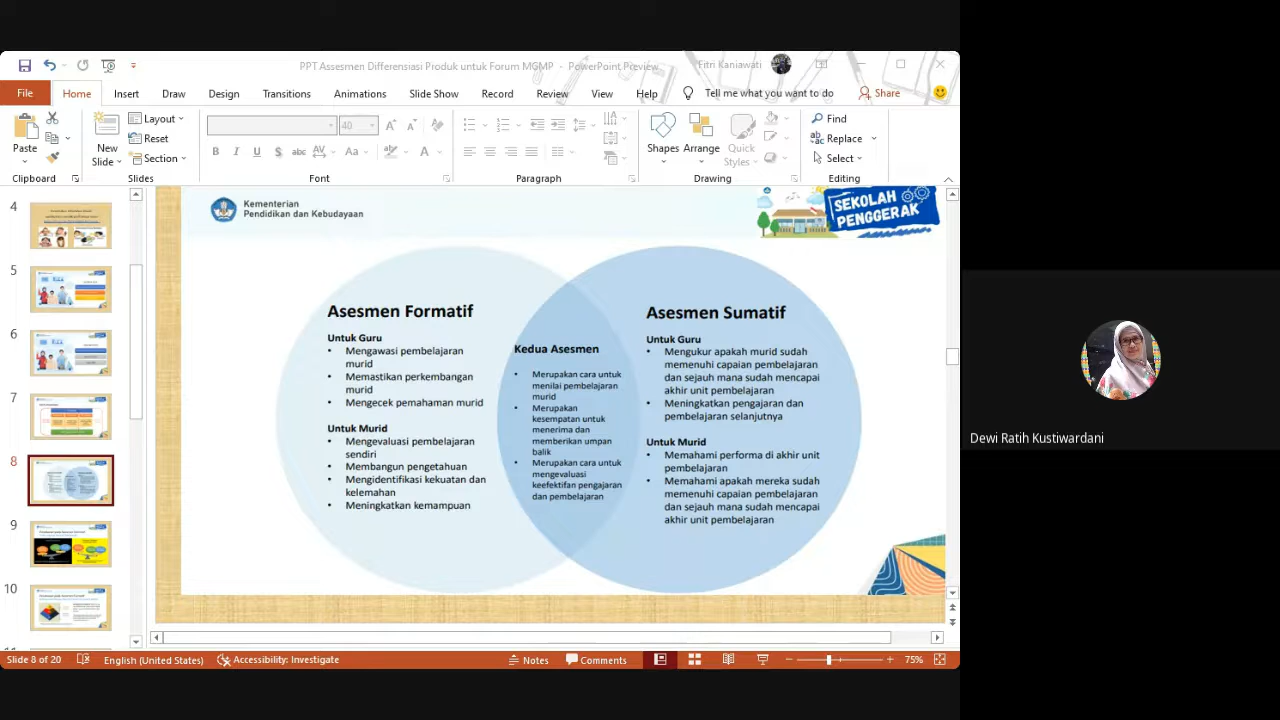 PPT.Assesmen Differensiasi Produk untuk Forum MGMP - PowerPoint Preview
Fitri Kaniawati
File
Home
Insert
Draw
Design
Transitions
Animations
Slide Show
Record
Review
View
Help
Tell me what you want to do
Share
Paste
New
Slide
Layout
Reset
Section
40
B
I
U
S
abc
AV
Aa
A
Shapes
Arrange
Quick
Styles
Find
Replace
Select
Clipboard
Slides
Font
Paragraph
Drawing
Editing
4
5
6
7
8
9
10
Kementerian
Pendidikan dan Kebudayaan
SEKOLAH
PENGGERAK
Asesmen Formatif
Untuk Guru
• Mengawasi pembelajaran
murid
• Memastikan perkembangan
murid
• Mengecek pemahaman murid
Untuk Murid
• Mengevaluasi pembelajaran
sendiri
• Membangun pengetahuan
• Mengidentifikasi kekuatan dan
kelemahan
• Meningkatkan kemampuan
Kedua Asesmen
• Merupakan cara untuk
menilai pembelajaran
murid
• Merupakan
kesempatan untuk
menerima dan
memberikan umpan
balik
• Merupakan cara untuk
mengevaluasi
keefektifan pengajaran
dan pembelajaran
Asesmen Sumatif
Untuk Guru
• Mengukur apakah murid sudah
memenuhi capaian pembelajaran
dan sejauh mana sudah mencapai
akhir unit pembelajaran
• Meningkatkan pengajaran dan
pembelajaran selanjutnya
Untuk Murid
• Memahami performa di akhir unit
pembelajaran
• Memahami apakah mereka sudah
memenuhi capaian pembelajaran
dan sejauh mana sudah mencapai
akhir unit pembelajaran
Dewi Ratih Kustiwardani
Slide 8 of 20
English (United States)
Accessibility: Investigate
Notes
Comments
75%